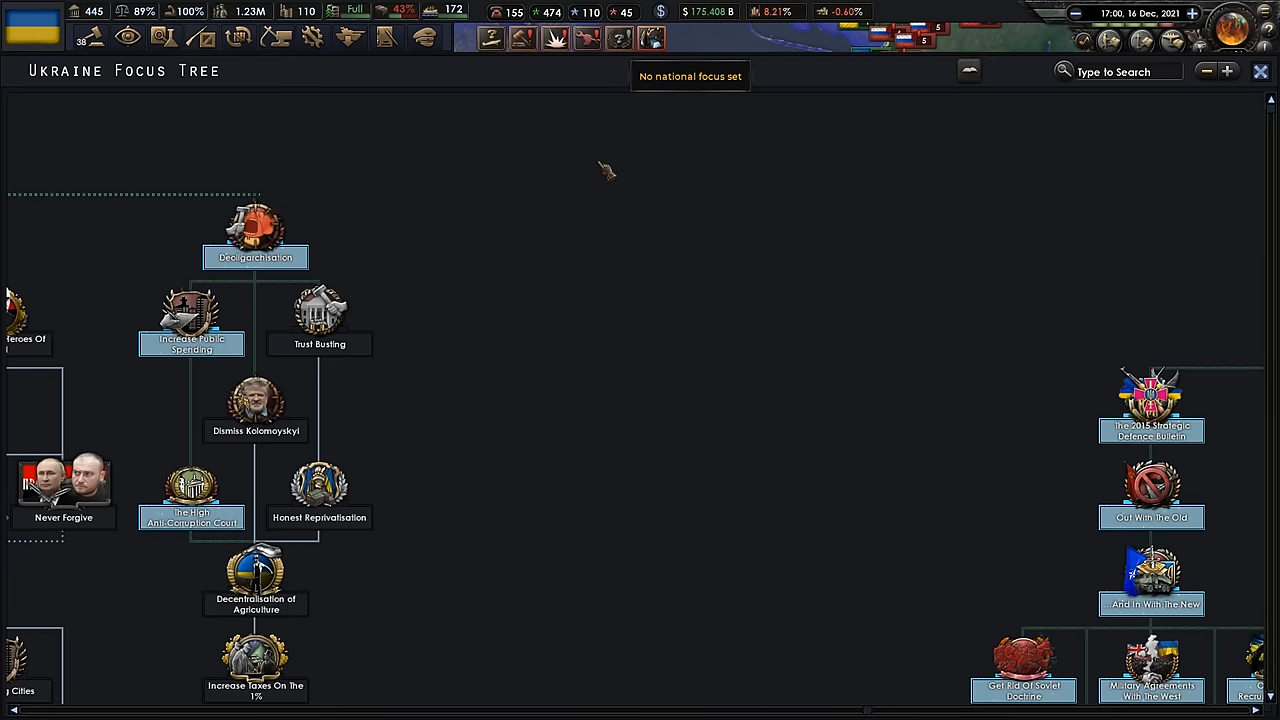 445
89%
100%
1.23M
110
Full
43%
172
155
474
110
45
$
$ 175.408 B
8.21%
-0.60%
17:00, 16 Dec, 2021
38
5
5
UKRAINE FOCUS TREE
No national focus set
Type to Search
Deoligarchisation
Increase Public
Spending
Trust Busting
Heroes Of
Dismiss Kolomoyskyi
The 2015 Strategic
Defence Bulletin
Never Forgive
The High
Anti-Corruption Court
Honest Reprivatisation
Out With The Old
Decentralisation of
Agriculture
...And In With The New
g Cities
Increase Taxes On The
1%
Get Rid Of Soviet
Doctrine
Military Agreements
With The West